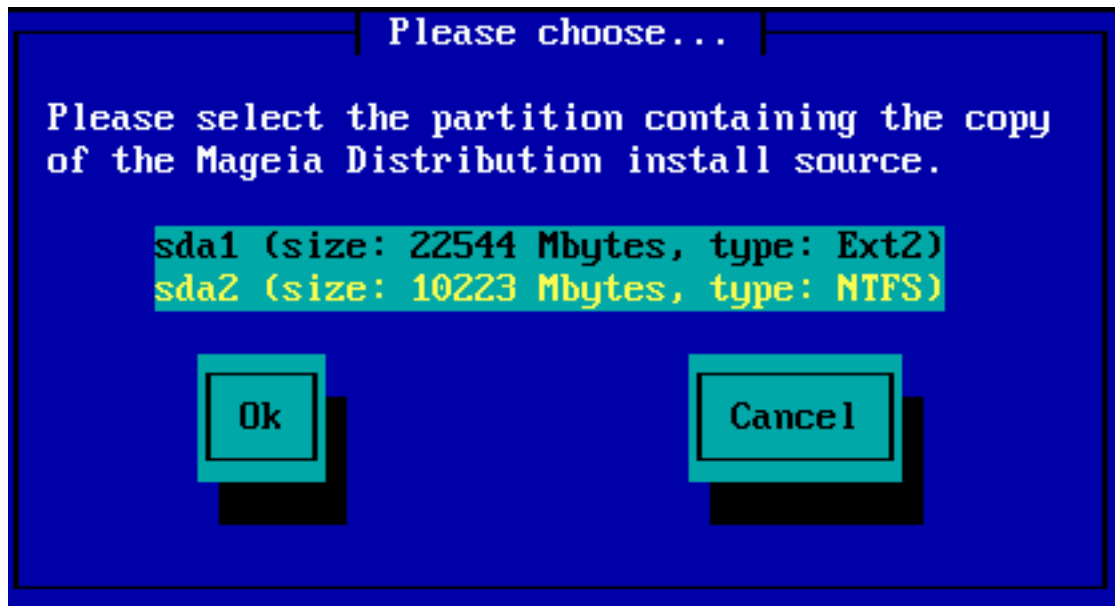 Please choose...
Please select the partition containing the copy
of the Mageia Distribution install source.
sda1 (size: 22544 Mbytes, type: Ext2)
sda2 (size: 10223 Mbytes, type: NTFS)
Ok Cancel